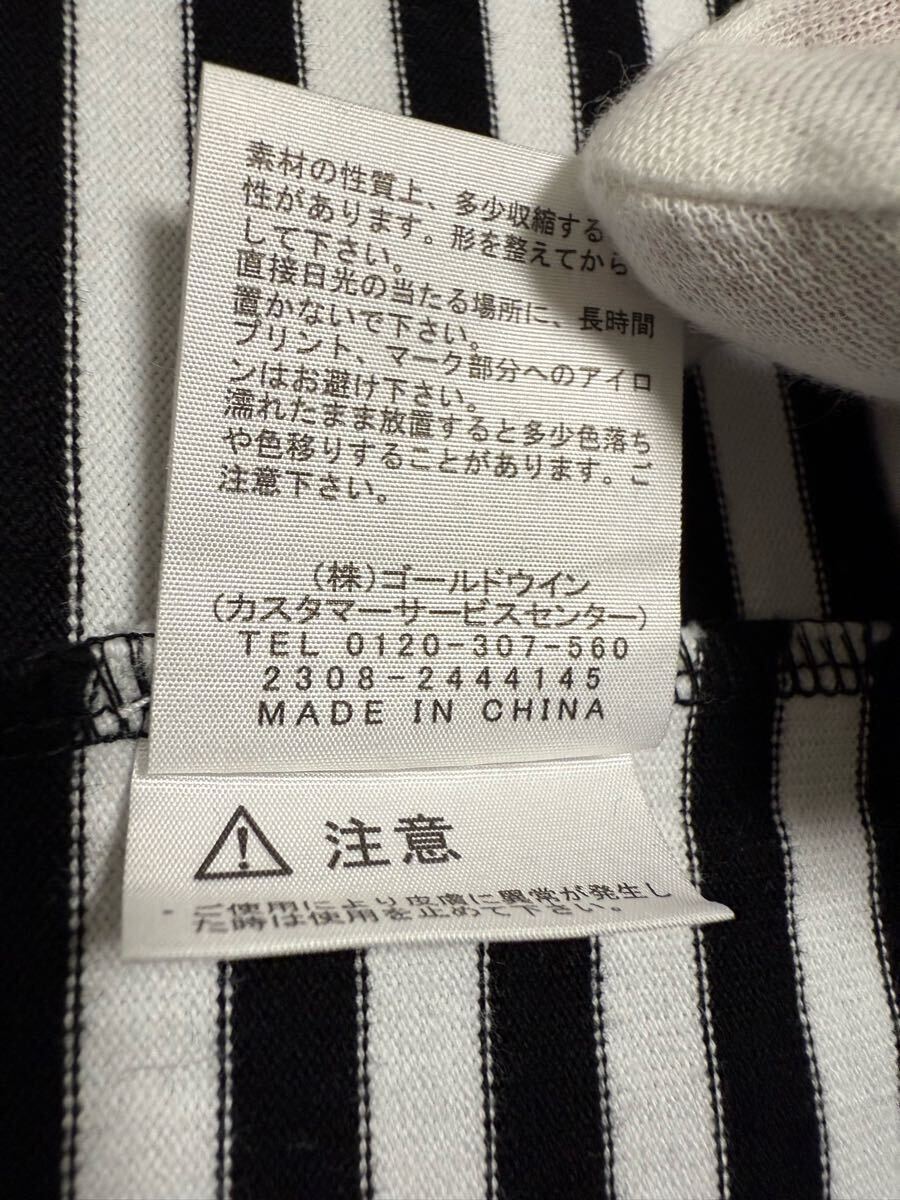 素材の性質上、多少収縮する
性があります。形を整えてから
して下さい。
直接日光の当たる場所に、長時間
置かないで下さい。
プリント、マーク部分へのアイロ
ンはお避け下さい。
濡れたまま放置すると多少色落ち
や色移りすることがあります。ご
注意下さい。
(株)ゴールドウイン
(カスタマーサービスセンター)
TEL 0120-307-560
2308-2444145
MADE IN CHINA
注意
ご使用により皮膚に異常が発生し
た時は使用を止めて下さい。